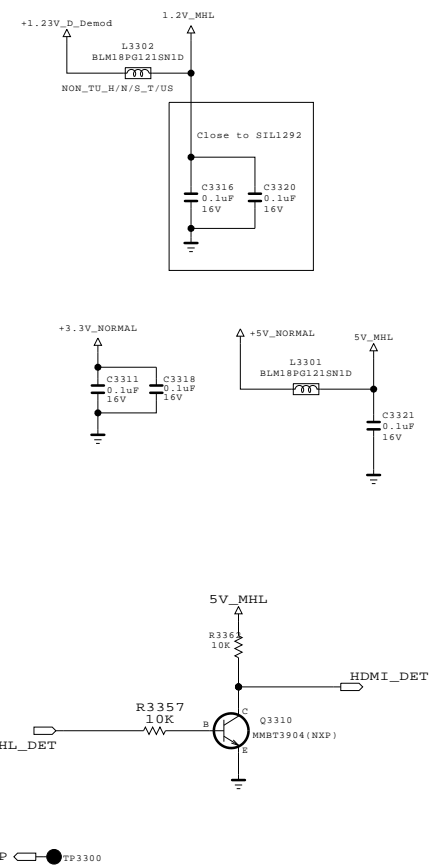 1.2V_MHL
+1.23V_D_Demod
L3302
BLM18PG121SN1D
NON_TU_H/N/S_T/US
Close to SIL1292
C3316
0.1uF
16V
C3320
0.1uF
16V
+3.3V_NORMAL
C3311
0.1uF
16V
C3318
0.1uF
16V
+5V_NORMAL
5V_MHL
L3301
BLM18PG121SN1D
C3321
0.1uF
16V
5V_MHL
10K
HDMI_DET
R3357
10K
C
B
E
Q3310
MMBT3904(NXP)
HL_DET
P
TP3300